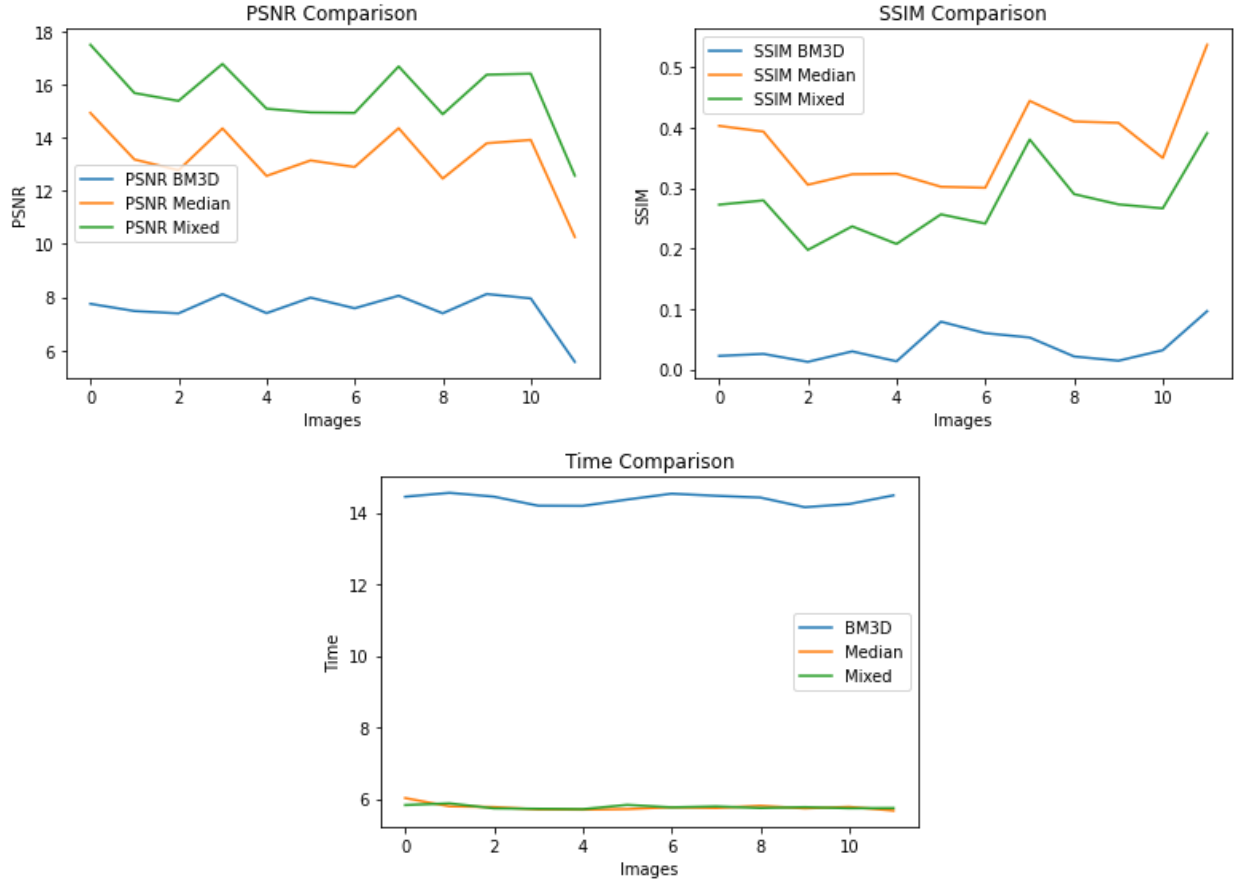 PSNR Comparison
18
16
14
12
10
8
6
PSNR
PSNR BM3D
PSNR Median
PSNR Mixed
0 2 4 6 8 10
Images
SSIM Comparison
0.5
0.4
0.3
0.2
0.1
0.0
SSIM
SSIM BM3D
SSIM Median
SSIM Mixed
0 2 4 6 8 10
Images
Time Comparison
14
12
10
8
6
Time
BM3D
Median
Mixed
0 2 4 6 8 10
Images